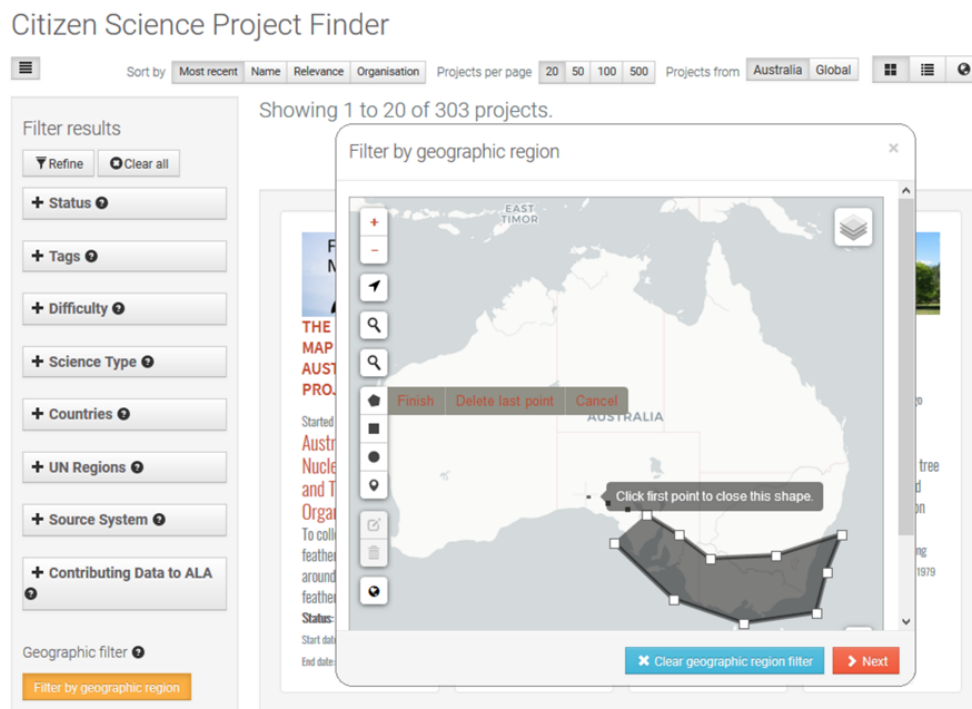 Citizen Science Project Finder
Sort by Most recent Name Relevance Organisation Projects per page 20 50 100 500 Projects from Australia Global
Showing 1 to 20 of 303 projects.
Filter results
Refine Clear all
Status
Tags
Difficulty
Science Type
Countries
UN Regions
Source System
Contributing Data to ALA
Geographic filter
Filter by geographic region
Filter by geographic region
×
EAST
TIMOR
+
-
Finish Delete last point Cancel
AUSTRALIA
Click first point to close this shape.
Clear geographic region filter Next
THE
MAP
AUST
PROJ
Started
Austr
Nucle
and T
Orga
To coll
feather
around
feather
Status:
Start date
End date:
tree
1979